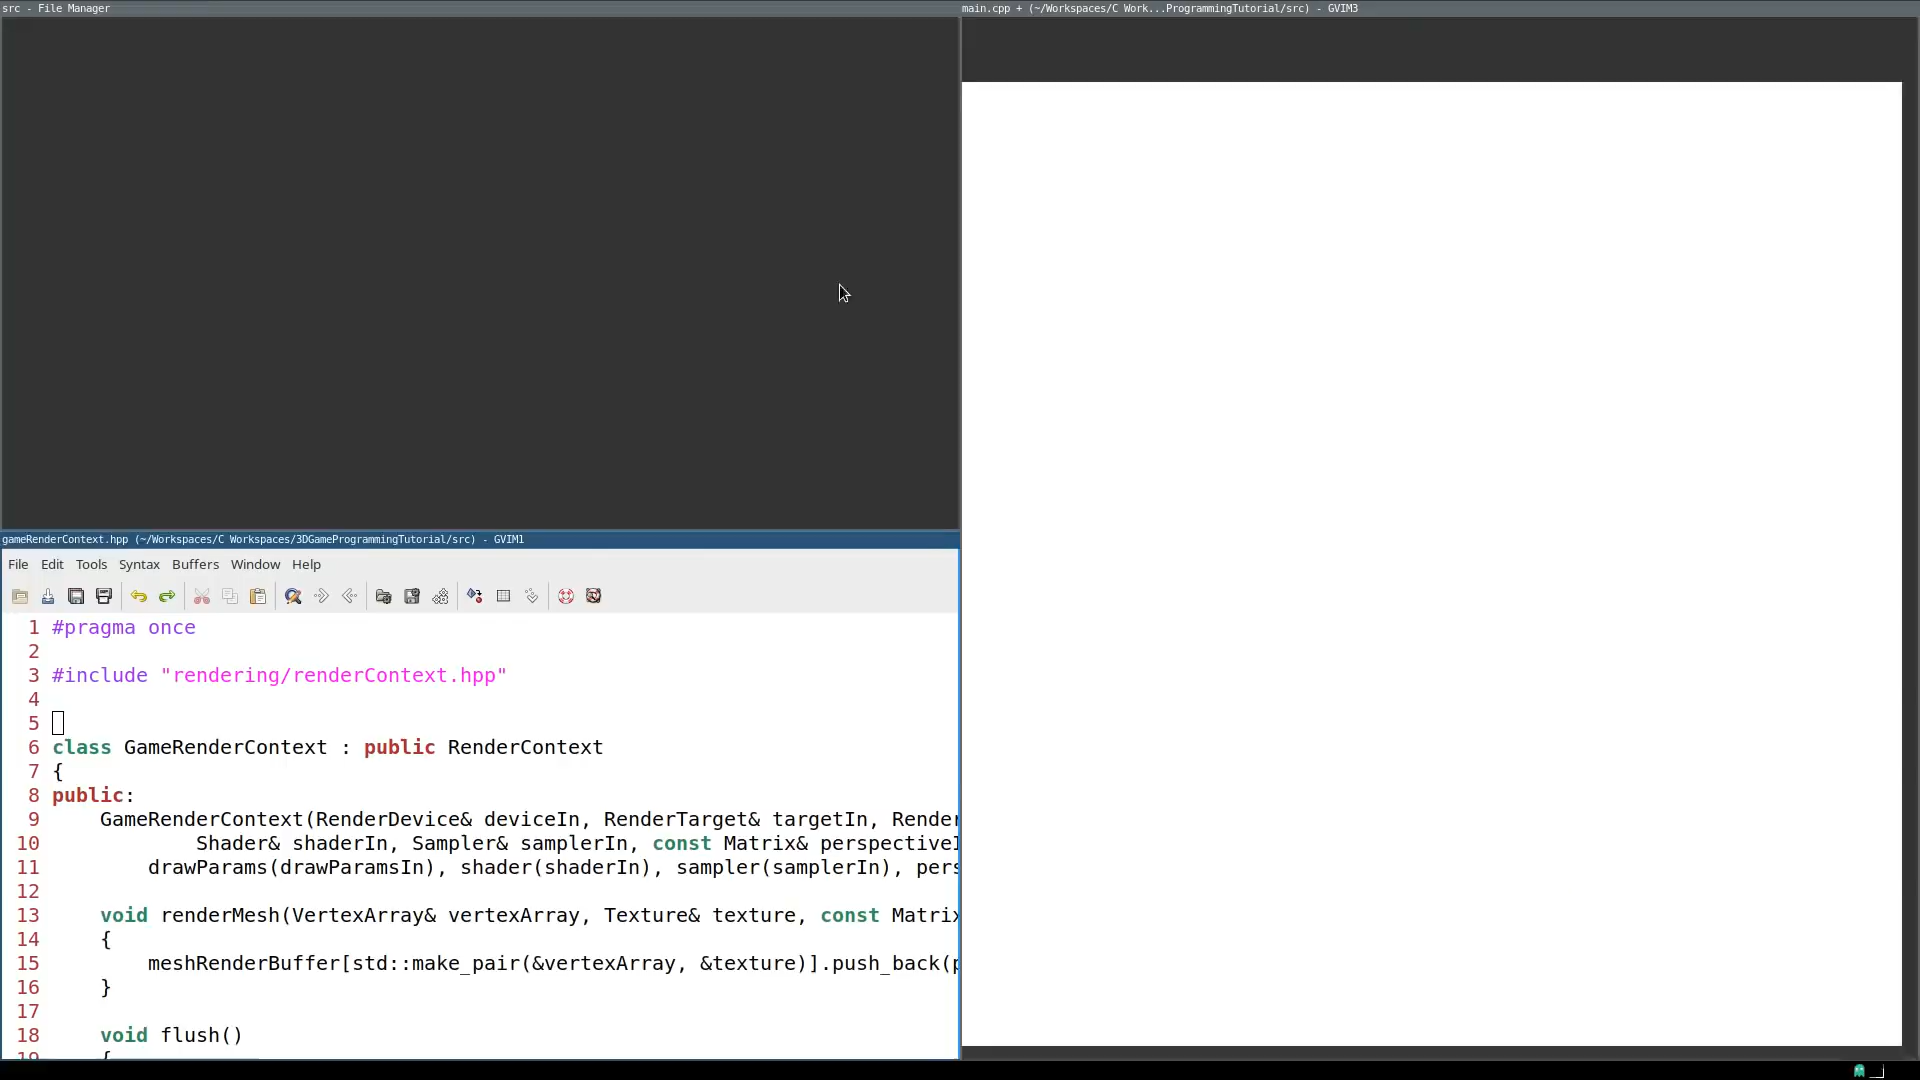 src - File Manager
main.cpp + (~/Workspaces/C Work...ProgrammingTutorial/src) - GVIM3
gameRenderContext.hpp (~/Workspaces/C Workspaces/3DGameProgrammingTutorial/src) - GVIM1
File Edit Tools Syntax Buffers Window Help
1 #pragma once
2
3 #include "rendering/renderContext.hpp"
4
5
6 class GameRenderContext : public RenderContext
7 {
8 public:
9 GameRenderContext(RenderDevice& deviceIn, RenderTarget& targetIn, Render
10 Shader& shaderIn, Sampler& samplerIn, const Matrix& perspectiveI
11 drawParams(drawParamsIn), shader(shaderIn), sampler(samplerIn), pers
12
13 void renderMesh(VertexArray& vertexArray, Texture& texture, const Matrix
14 {
15 meshRenderBuffer[std::make_pair(&vertexArray, &texture)].push_back(p
16 }
17
18 void flush()
19 {